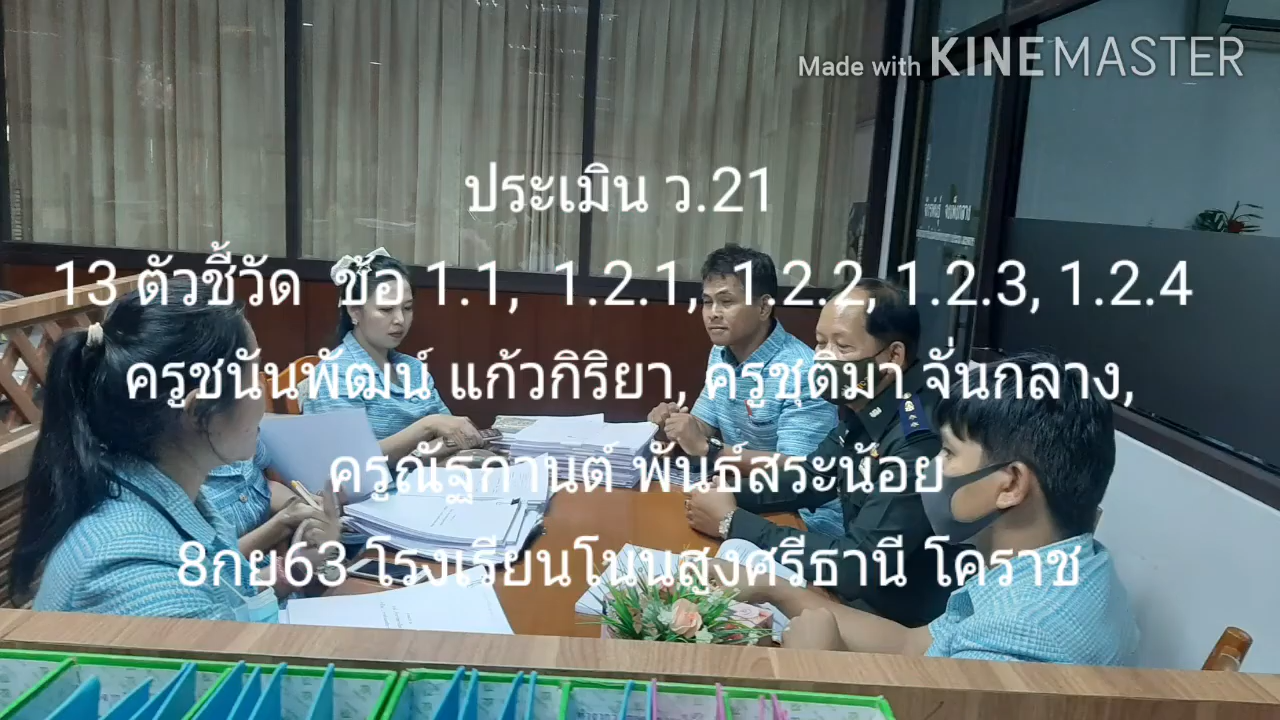 Made with KINEMASTER
ประเมิน ว.21
13 ตัวชี้วัด ข้อ 1.1, 1.2.1, 1.2.2, 1.2.3, 1.2.4
ครูชนันพัฒน์ แก้วกิริยา, ครูชุติมา จั่นกลาง,
ครูณัฐกานต์ พันธ์สระน้อย
8กย63 โรงเรียนโนนสูงศรีธานี โคราช